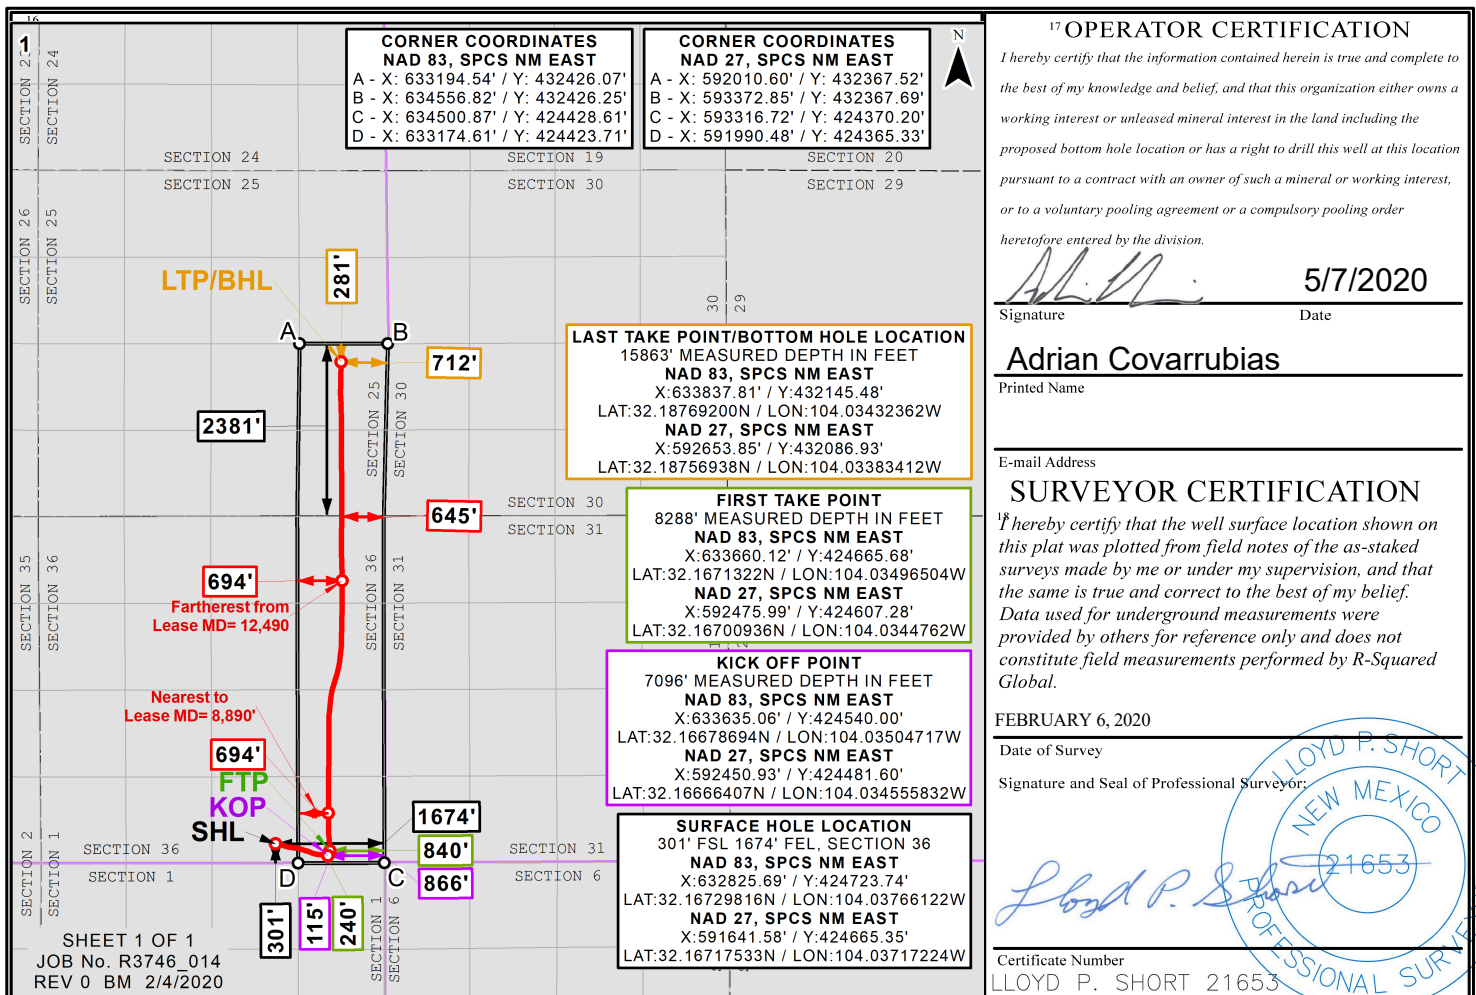 16
1
CORNER COORDINATES
NAD 83, SPCS NM EAST
A - X: 633194.54' / Y: 432426.07'
B - X: 634556.82' / Y: 432426.25'
C - X: 634500.87' / Y: 424428.61'
D - X: 633174.61' / Y: 424423.71'
CORNER COORDINATES
NAD 27, SPCS NM EAST
A - X: 592010.60' / Y: 432367.52'
B - X: 593372.85' / Y: 432367.69'
C - X: 593316.72' / Y: 424370.20'
D - X: 591990.48' / Y: 424365.33'
N
SECTION 24
SECTION 24
SECTION 25
SECTION 19
SECTION 30
SECTION 20
SECTION 29
SECTION 26
SECTION 25
30
29
LTP/BHL
281'
A
B
712'
2381'
SECTION 25
SECTION 30
LAST TAKE POINT/BOTTOM HOLE LOCATION
15863' MEASURED DEPTH IN FEET
NAD 83, SPCS NM EAST
X:633837.81' / Y:432145.48'
LAT:32.18769200N / LON:104.03432362W
NAD 27, SPCS NM EAST
X:592653.85' / Y:432086.93'
LAT:32.18756938N / LON:104.03383412W
645'
SECTION 30
SECTION 31
SECTION 35
SECTION 36
SECTION 36
SECTION 31
694'
Fartherest from
Lease MD= 12,490
FIRST TAKE POINT
8288' MEASURED DEPTH IN FEET
NAD 83, SPCS NM EAST
X:633660.12' / Y:424665.68'
LAT:32.1671322N / LON:104.03496504W
NAD 27, SPCS NM EAST
X:592475.99' / Y:424607.28'
LAT:32.16700936N / LON:104.0344762W
Nearest to
Lease MD= 8,890'
694'
KICK OFF POINT
7096' MEASURED DEPTH IN FEET
NAD 83, SPCS NM EAST
X:633635.06' / Y:424540.00'
LAT:32.16678694N / LON:104.03504717W
NAD 27, SPCS NM EAST
X:592450.93' / Y:424481.60'
LAT:32.16666407N / LON:104.034555832W
FTP
KOP
SHL
1674'
840'
866'
SECTION 36
SECTION 1
SECTION 31
SECTION 6
SECTION 2
SECTION 1
D
C
301'
115'
240'
SECTION 1
SECTION 6
SURFACE HOLE LOCATION
301' FSL 1674' FEL, SECTION 36
NAD 83, SPCS NM EAST
X:632825.69' / Y:424723.74'
LAT:32.16729816N / LON:104.03766122W
NAD 27, SPCS NM EAST
X:591641.58' / Y:424665.35'
LAT:32.16717533N / LON:104.03717224W
SHEET 1 OF 1
JOB No. R3746_014
REV 0 BM 2/4/2020
17 OPERATOR CERTIFICATION
I hereby certify that the information contained herein is true and complete to
the best of my knowledge and belief, and that this organization either owns a
working interest or unleased mineral interest in the land including the
proposed bottom hole location or has a right to drill this well at this location
pursuant to a contract with an owner of such a mineral or working interest,
or to a voluntary pooling agreement or a compulsory pooling order
heretofore entered by the division.
5/7/2020
Signature Date
Adrian Covarrubias
Printed Name
E-mail Address
SURVEYOR CERTIFICATION
18
I hereby certify that the well surface location shown on
this plat was plotted from field notes of the as-staked
surveys made by me or under my supervision, and that
the same is true and correct to the best of my belief.
Data used for underground measurements were
provided by others for reference only and does not
constitute field measurements performed by R-Squared
Global.
FEBRUARY 6, 2020
Date of Survey
Signature and Seal of Professional Surveyor:
LLOYD P. SHORT
NEW MEXICO
21653
PROFESSIONAL
Lloyd P. Short
Certificate Number
LLOYD P. SHORT 21653